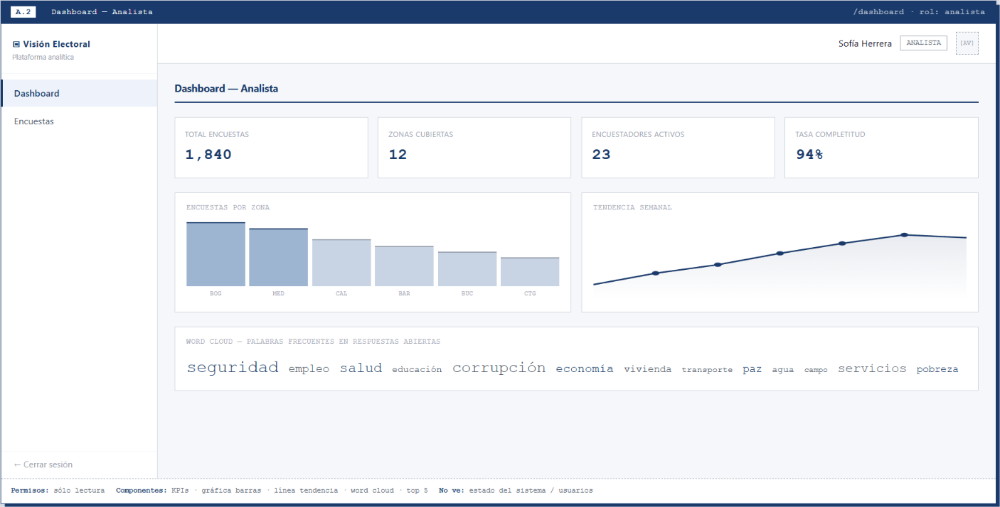 A.2 Dashboard — Analista /dashboard · rol: analista
Visión Electoral
Plataforma analítica
Sofía Herrera ANALISTA [AV]
Dashboard
Encuestas
← Cerrar sesión
Dashboard — Analista
TOTAL ENCUESTAS
1,840
ZONAS CUBIERTAS
12
ENCUESTADORES ACTIVOS
23
TASA COMPLETITUD
94%
ENCUESTAS POR ZONA
BOG MED CAL BAR BUC CTG
TENDENCIA SEMANAL
WORD CLOUD — PALABRAS FRECUENTES EN RESPUESTAS ABIERTAS
seguridad empleo salud educación corrupción economía vivienda transporte paz agua campo servicios pobreza
Permisos: sólo lectura Componentes: KPIs · gráfica barras · línea tendencia · word cloud · top 5 No ve: estado del sistema / usuarios